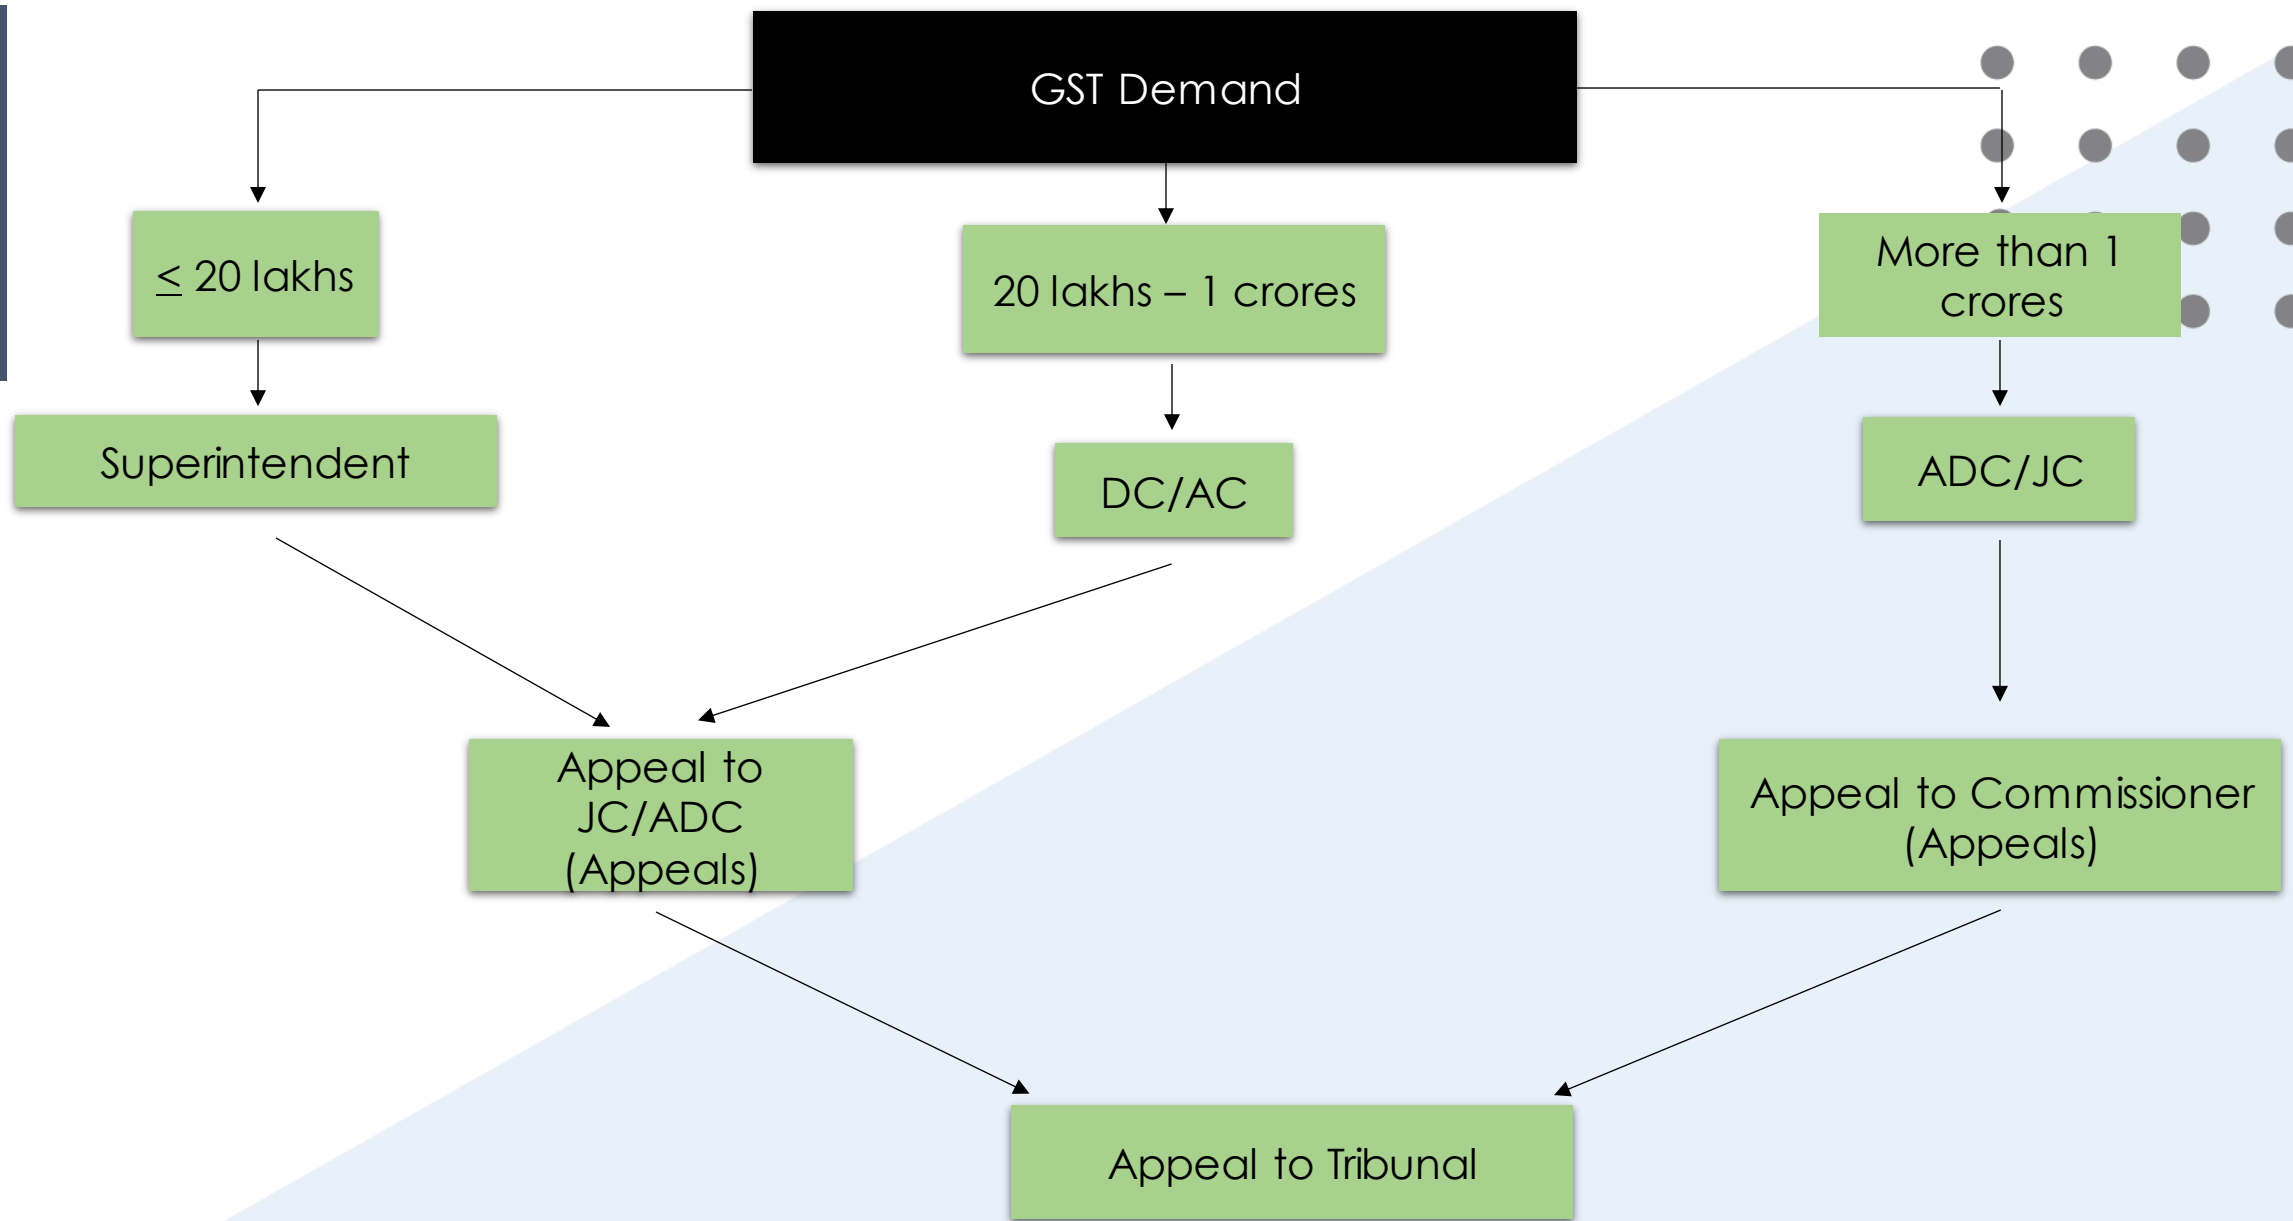 GST Demand
≤ 20 lakhs
20 lakhs – 1 crores
More than 1
crores
Superintendent
DC/AC
ADC/JC
Appeal to
JC/ADC
(Appeals)
Appeal to Commissioner
(Appeals)
Appeal to Tribunal